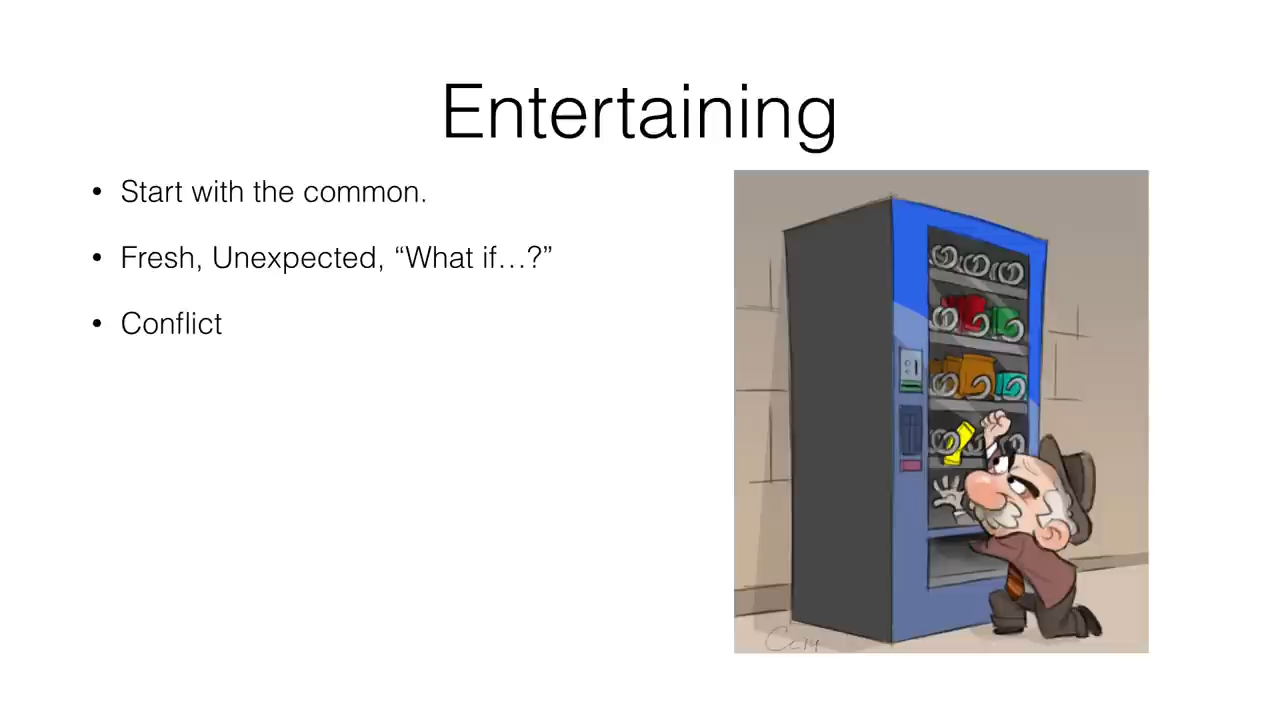 Entertaining
• Start with the common.
• Fresh, Unexpected, “What if…?”
• Conflict